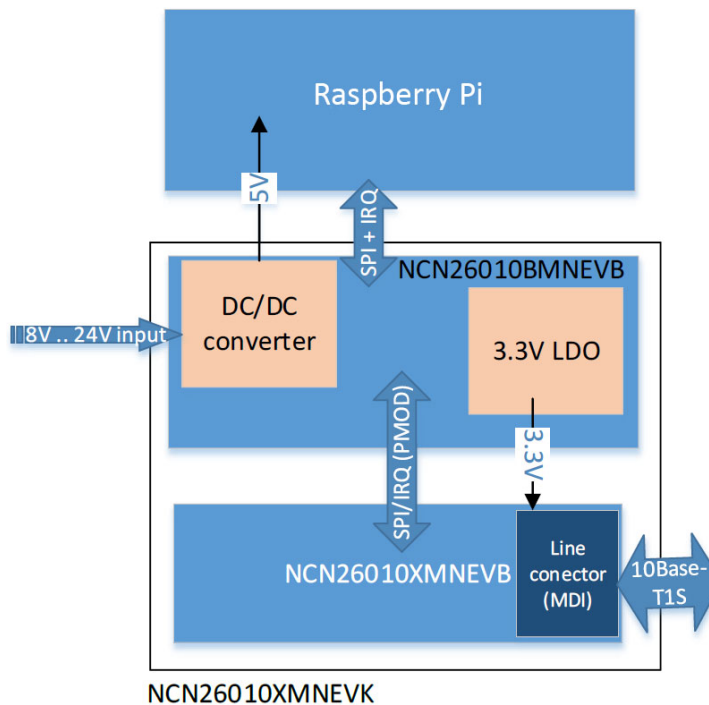 Raspberry Pi
5V
SPI + IRQ
NCN26010BMNEVB
DC/DC
converter
3.3V LDO
8V .. 24V input
SPI/IRQ (PMOD)
3.3V
NCN26010XMNEVB
Line
conector
(MDI)
10Base-
T1S
NCN26010XMNEVK